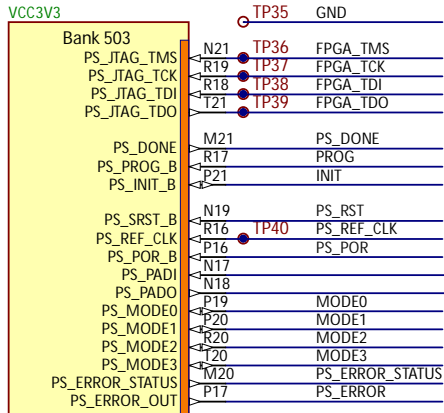 VCC3V3 TP35 GND
Bank 503
PS_JTAG_TMS N21 TP36 FPGA_TMS
PS_JTAG_TCK R19 TP37 FPGA_TCK
PS_JTAG_TDI R18 TP38 FPGA_TDI
PS_JTAG_TDO T21 TP39 FPGA_TDO
PS_DONE M21 PS_DONE
PS_PROG_B R17 PROG
PS_INIT_B P21 INIT
PS_SRST_B N19 PS_RST
PS_REF_CLK R16 TP40 PS_REF_CLK
PS_POR_B P16 PS_POR
PS_PADI N17
PS_PADO N18
PS_MODE0 P19 MODE0
PS_MODE1 P20 MODE1
PS_MODE2 R20 MODE2
PS_MODE3 T20 MODE3
PS_ERROR_STATUS M20 PS_ERROR_STATUS
PS_ERROR_OUT P17 PS_ERROR